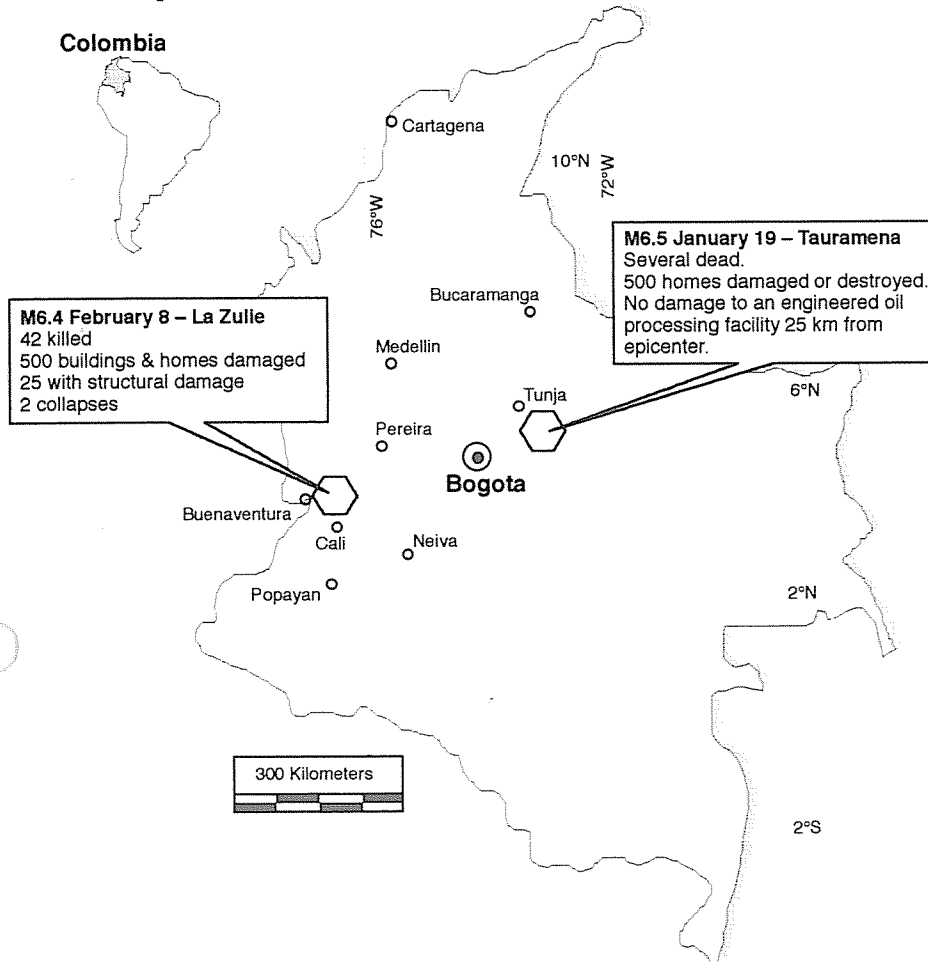 Colombia
Cartagena
10°N
72°W
76°W
M6.5 January 19 – Tauramena
Several dead.
500 homes damaged or destroyed.
No damage to an engineered oil
processing facility 25 km from
epicenter.
Bucaramanga
M6.4 February 8 – La Zulie
42 killed
500 buildings & homes damaged
25 with structural damage
2 collapses
Medellin
6°N
Tunja
Pereira
Bogota
Buenaventura
Cali
Neiva
Popayan
2°N
300 Kilometers
2°S